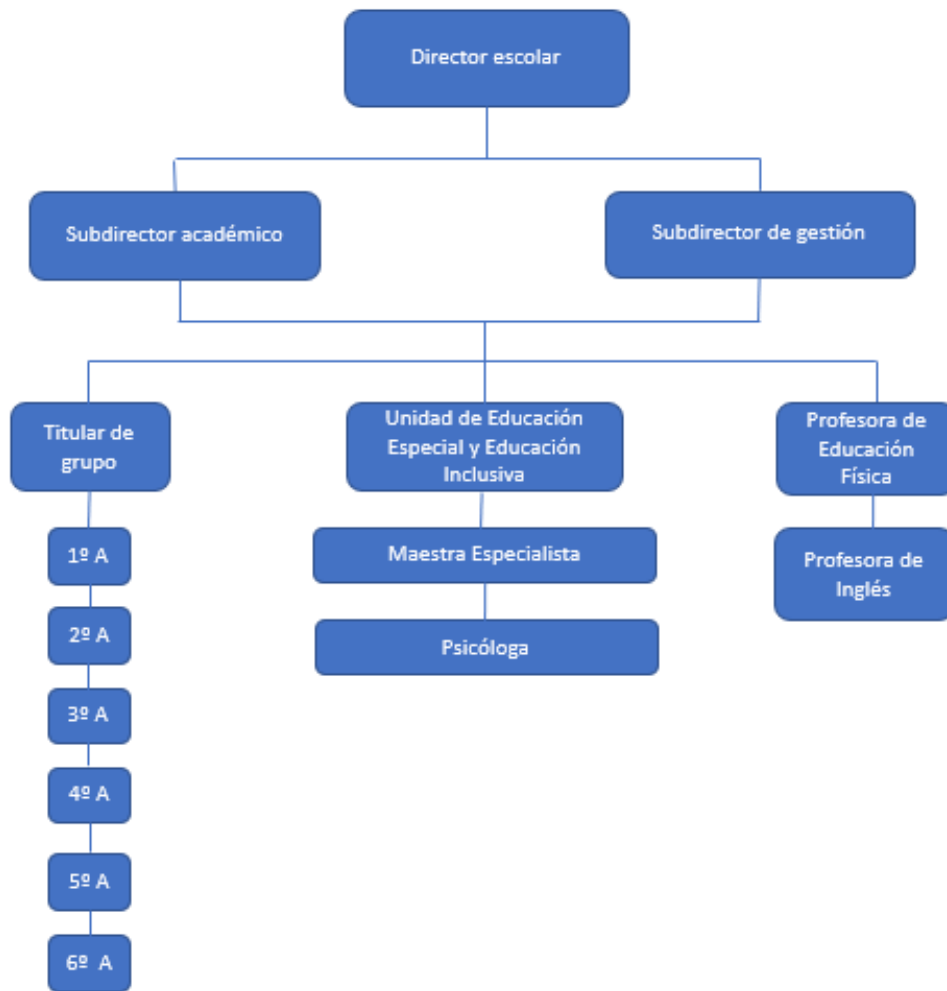 Director escolar
Subdirector académico
Subdirector de gestión
Titular de
grupo
Unidad de Educación
Especial y Educación
Inclusiva
Profesora de
Educación
Física
1º A
Maestra Especialista
Profesora de
Inglés
2º A
Psicóloga
3º A
4º A
5º A
6º A